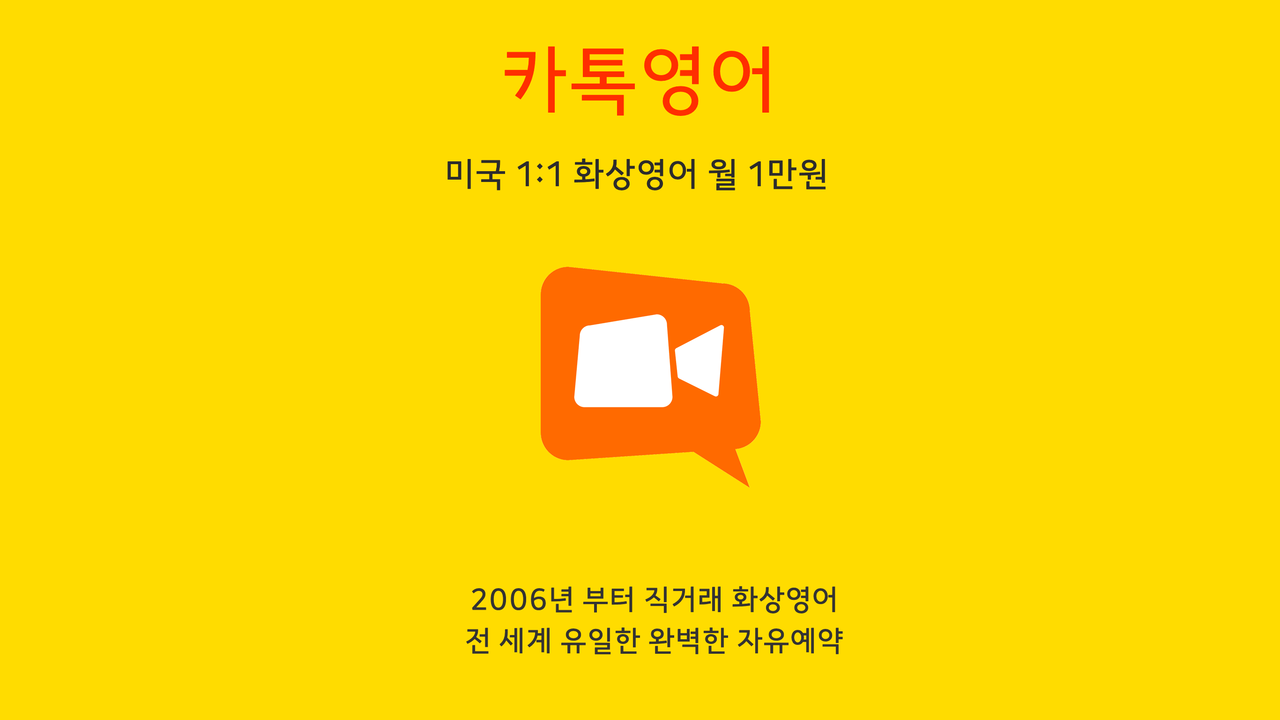 카톡영어
미국 1:1 화상영어 월 1만원
2006년 부터 직거래 화상영어
전 세계 유일한 완벽한 자유예약